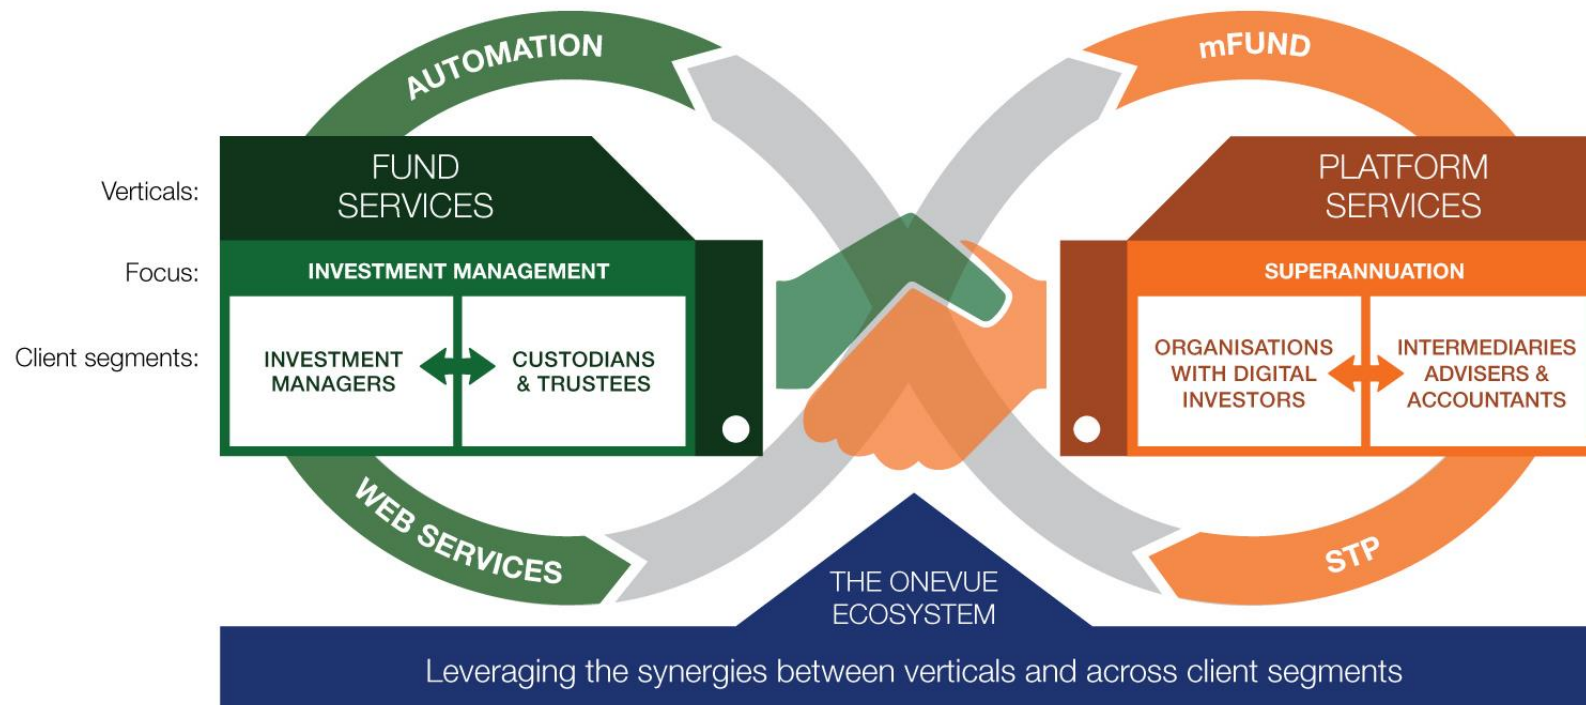 AUTOMATION
mFUND
Verticals:
FUND
SERVICES
PLATFORM
SERVICES
Focus:
INVESTMENT MANAGEMENT
SUPERANNUATION
Client segments:
INVESTMENT
MANAGERS
CUSTODIANS
& TRUSTEES
ORGANISATIONS
WITH DIGITAL
INVESTORS
INTERMEDIARIES
ADVISERS &
ACCOUNTANTS
WEB SERVICES
STP
THE ONEVUE
ECOSYSTEM
Leveraging the synergies between verticals and across client segments